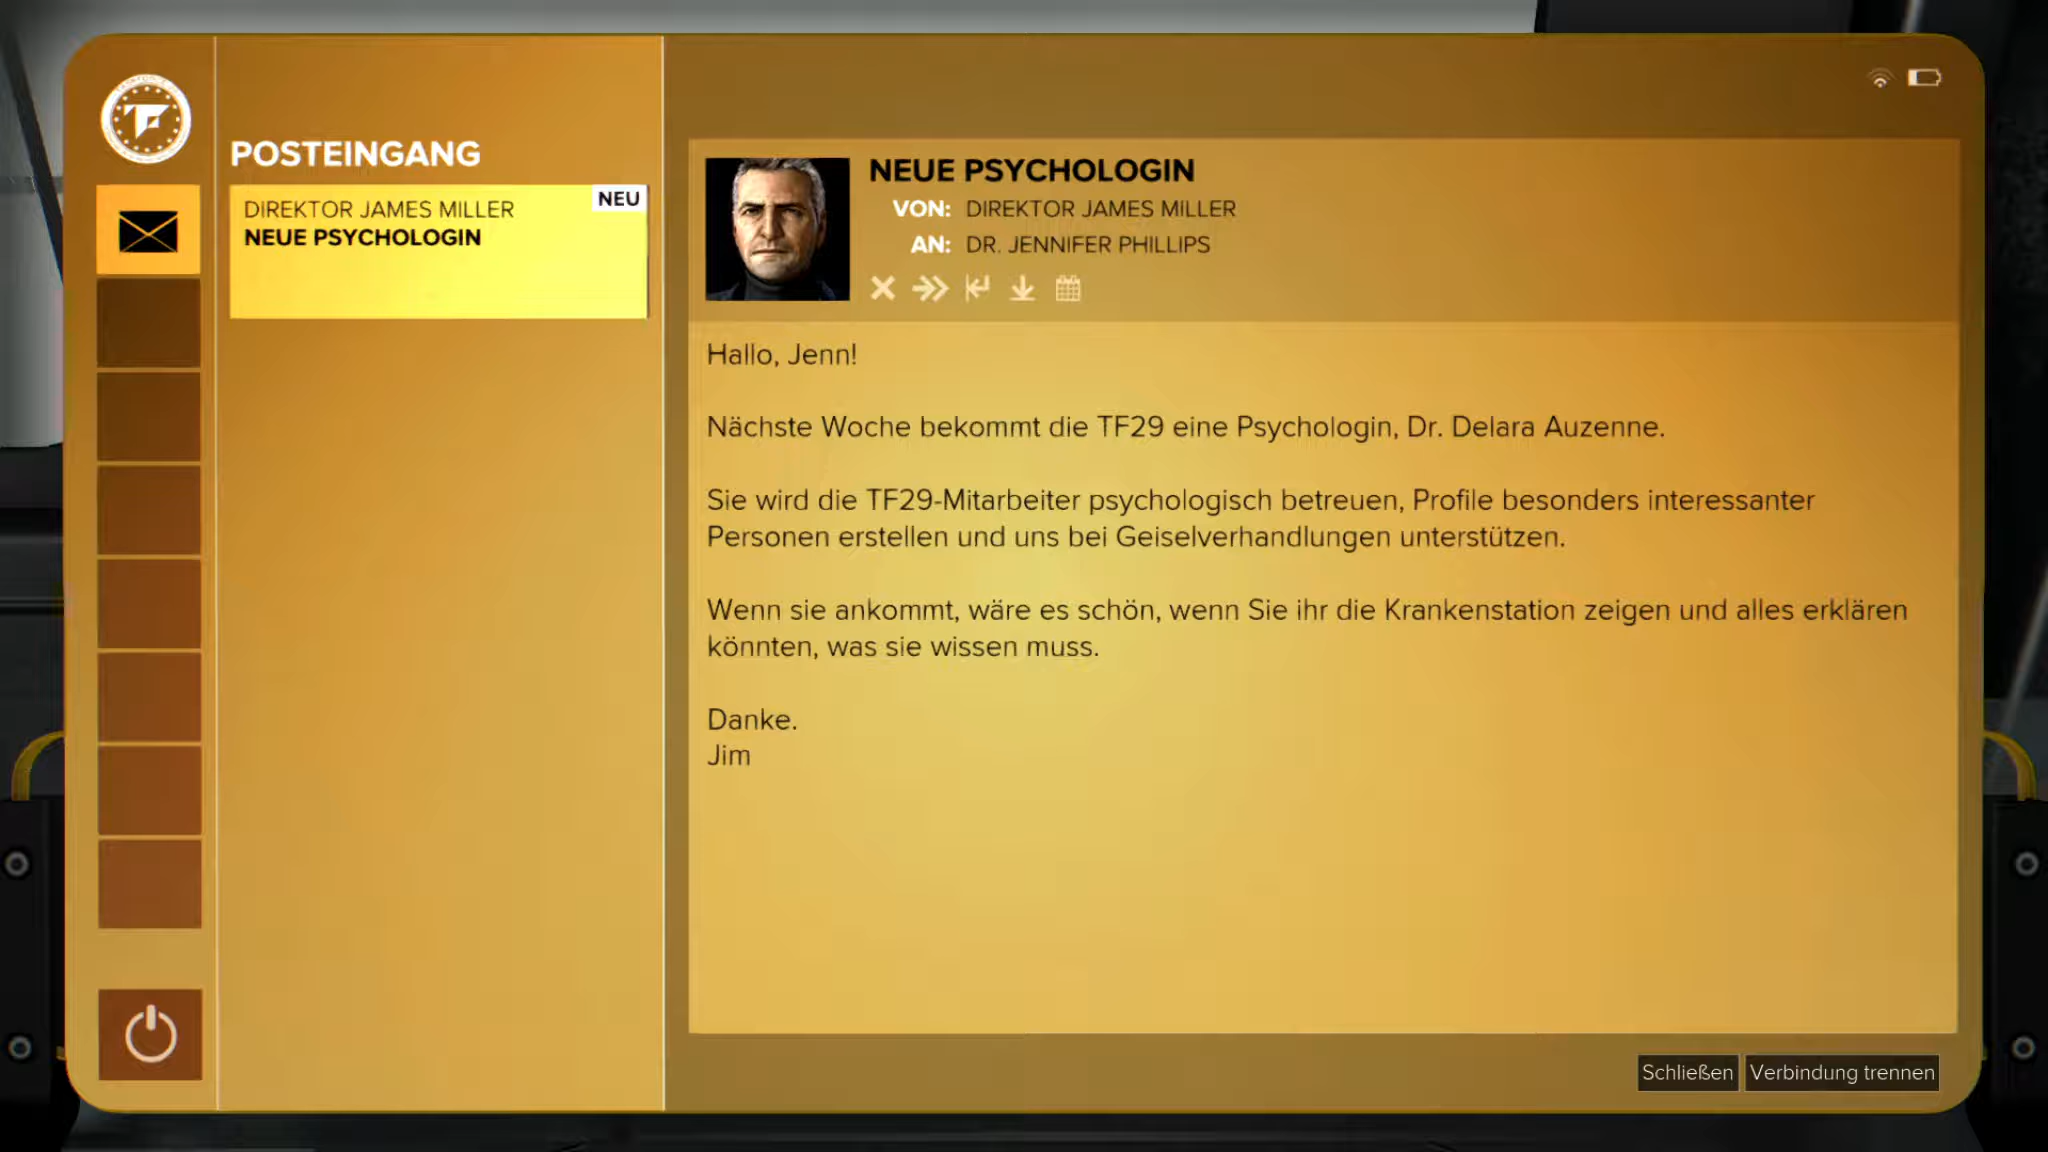 POSTEINGANG
DIREKTOR JAMES MILLER
NEU
NEUE PSYCHOLOGIN
NEUE PSYCHOLOGIN
VON: DIREKTOR JAMES MILLER
AN: DR. JENNIFER PHILLIPS
Hallo, Jenn!
Nächste Woche bekommt die TF29 eine Psychologin, Dr. Delara Auzenne.
Sie wird die TF29-Mitarbeiter psychologisch betreuen, Profile besonders interessanter
Personen erstellen und uns bei Geiselverhandlungen unterstützen.
Wenn sie ankommt, wäre es schön, wenn Sie ihr die Krankenstation zeigen und alles erklären
könnten, was sie wissen muss.
Danke.
Jim
Schließen
Verbindung trennen